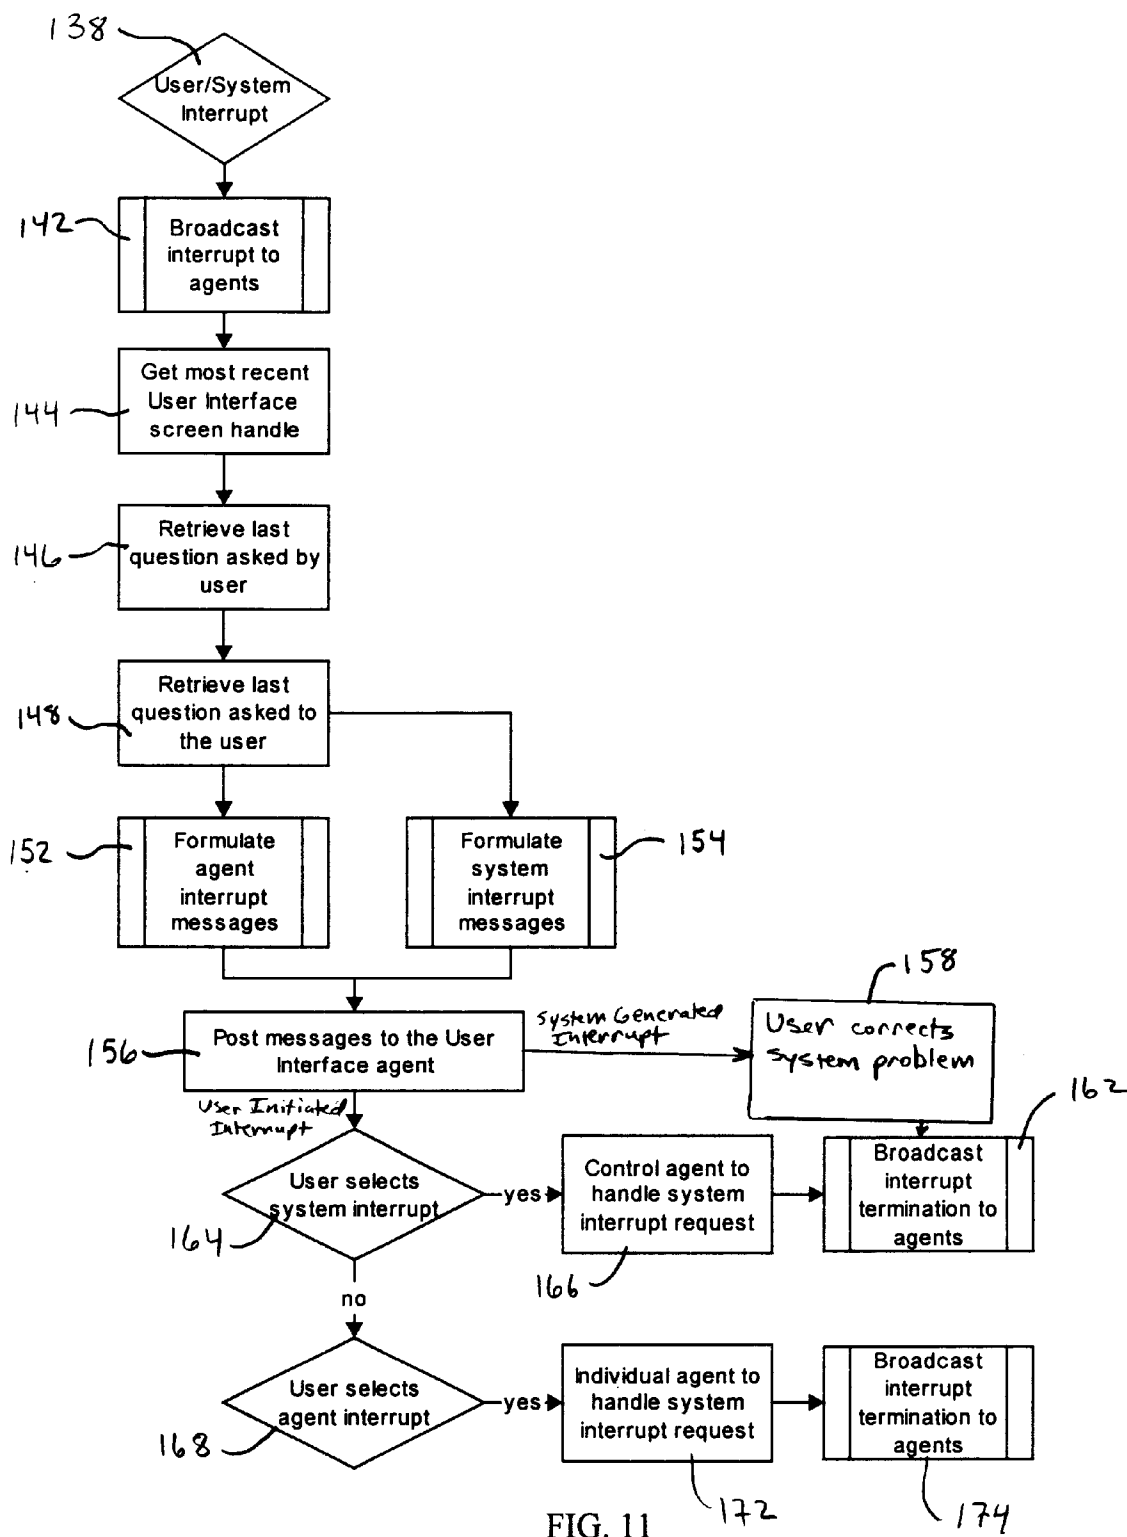 138
User/System
Interrupt
142
Broadcast
interrupt to
agents
144
Get most recent
User Interface
screen handle
146
Retrieve last
question asked by
user
148
Retrieve last
question asked to
the user
152
Formulate
agent
interrupt
messages
Formulate
system
interrupt
messages
154
156
Post messages to the User
Interface agent
System Generated
Interrupt
158
User corrects
system problem
User Initiated
Interrupt
162
164
User selects
system interrupt
yes
Control agent to
handle system
interrupt request
166
Broadcast
interrupt
termination to
agents
no
168
User selects
agent interrupt
yes
Individual agent to
handle system
interrupt request
172
Broadcast
interrupt
termination to
agents
174
FIG. 11